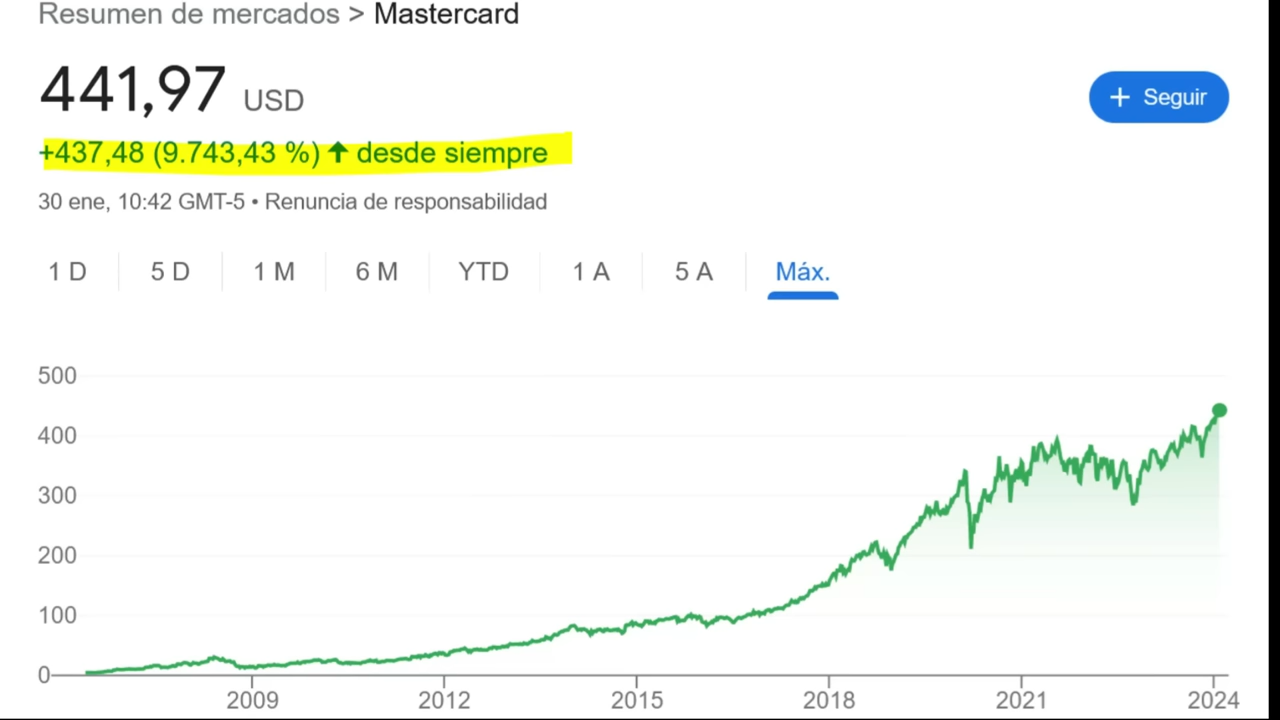 Resumen de mercados > Mastercard
441,97 USD
+ Seguir
+437,48 (9.743,43 %) ↑ desde siempre
30 ene, 10:42 GMT-5 • Renuncia de responsabilidad
1 D 5 D 1 M 6 M YTD 1 A 5 A Máx.
500
400
300
200
100
0
2009 2012 2015 2018 2021 2024